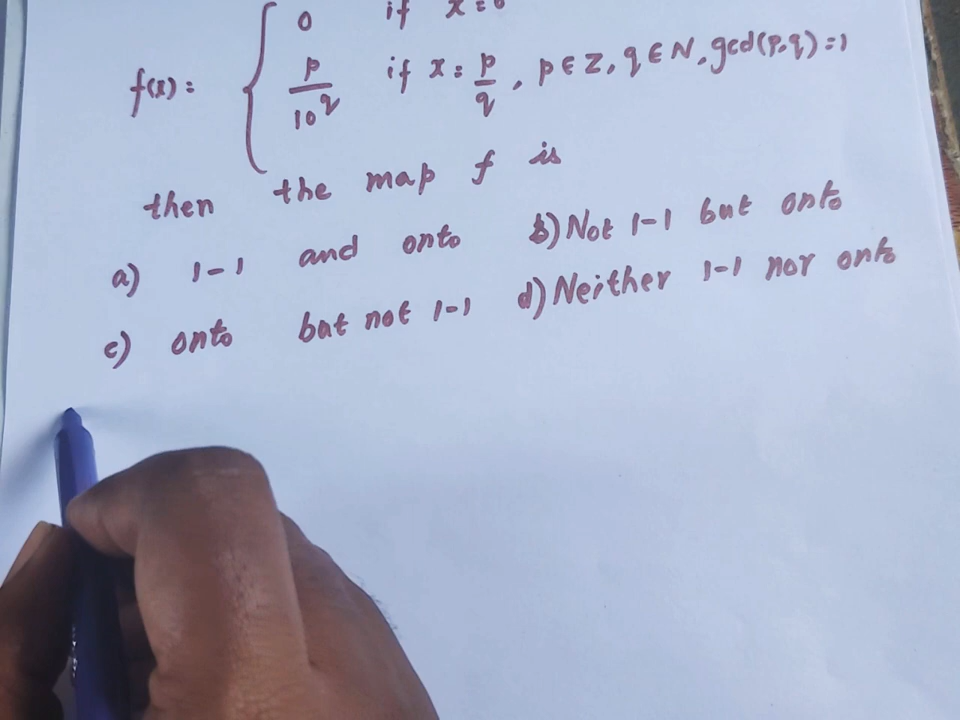 0 if x = 0
f(x) = { p/10^q if x = p/q , p ∈ Z, q ∈ N, gcd(p,q) = 1
then the map f is
a) 1-1 and onto b) Not 1-1 but onto
c) onto but not 1-1 d) Neither 1-1 nor onto